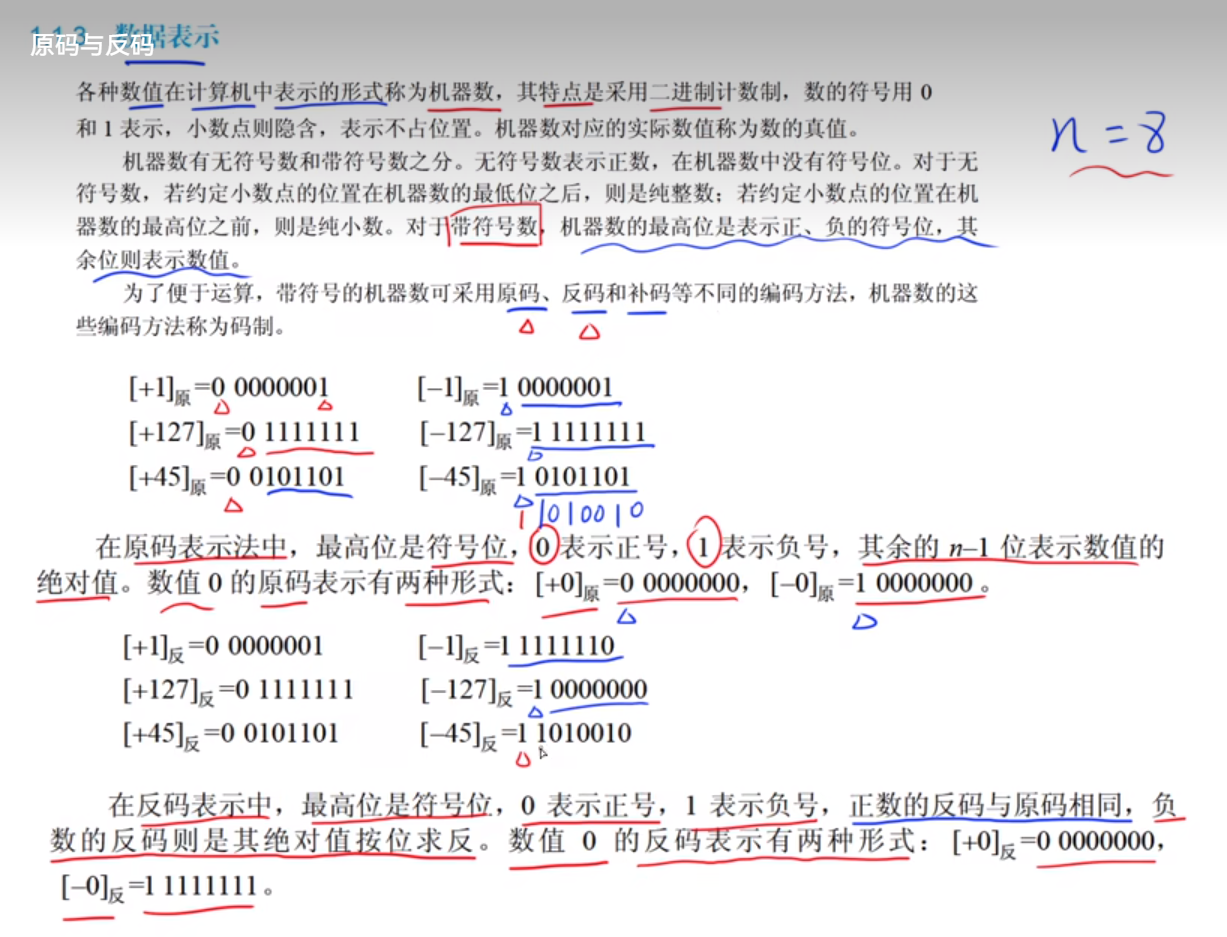 1.1.3 数据表示
原码与反码
各种数值在计算机中表示的形式称为机器数，其特点是采用二进制计数制，数的符号用 0
和 1 表示，小数点则隐含，表示不占位置。机器数对应的实际数值称为数的真值。
n = 8
机器数有无符号数和带符号数之分。无符号数表示正数，在机器数中没有符号位。对于无
符号数，若约定小数点的位置在机器数的最低位之后，则是纯整数；若约定小数点的位置在机
器数的最高位之前，则是纯小数。对于带符号数，机器数的最高位是表示正、负的符号位，其
余位则表示数值。
为了便于运算，带符号的机器数可采用原码、反码和补码等不同的编码方法，机器数的这
些编码方法称为码制。
[+1]原=0 0000001 [–1]原=1 0000001
[+127]原=0 1111111 [–127]原=1 1111111
[+45]原=0 0101101 [–45]原=1 0101101
1 1010010
在原码表示法中，最高位是符号位，0 表示正号，1 表示负号，其余的 n–1 位表示数值的
绝对值。数值 0 的原码表示有两种形式：[+0]原=0 0000000，[–0]原=1 0000000。
[+1]反=0 0000001 [–1]反=1 1111110
[+127]反=0 1111111 [–127]反=1 0000000
[+45]反=0 0101101 [–45]反=1 1010010
在反码表示中，最高位是符号位，0 表示正号，1 表示负号，正数的反码与原码相同，负
数的反码则是其绝对值按位求反。数值 0 的反码表示有两种形式：[+0]反=0 0000000，
[–0]反=1 1111111。